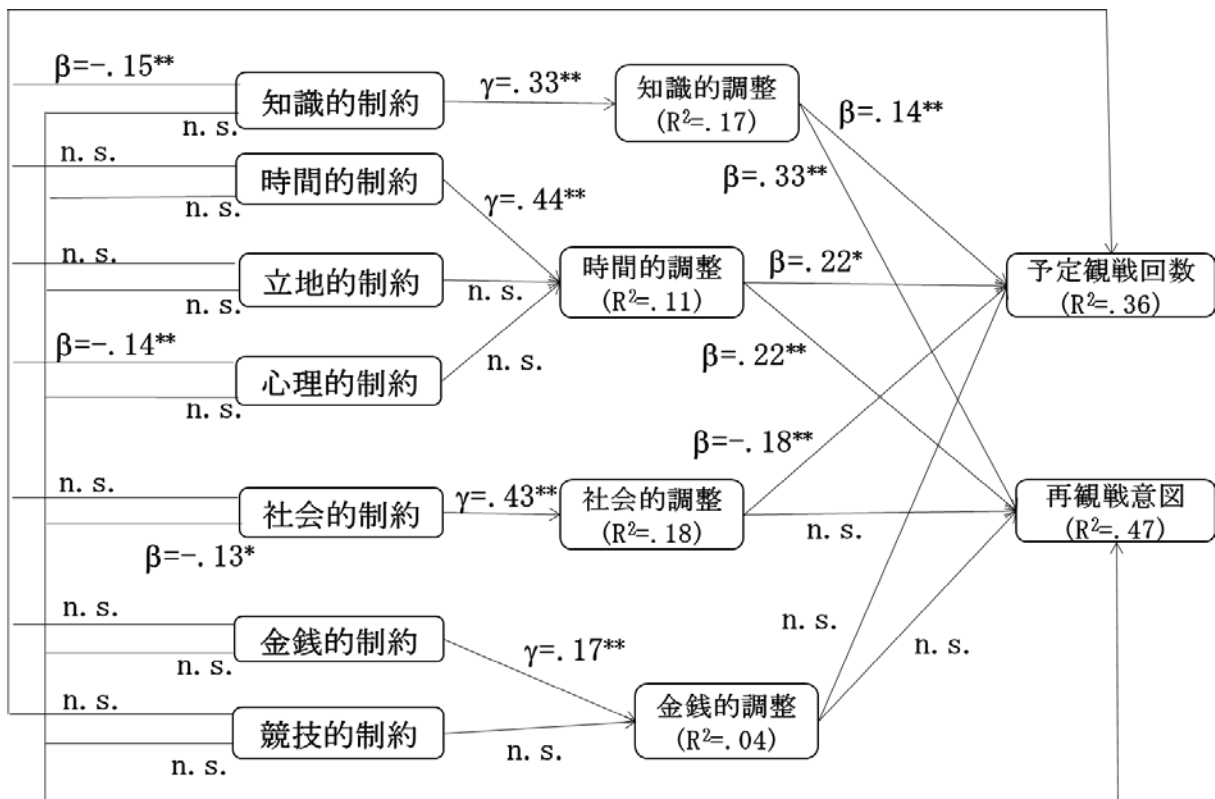 β=-.15**
知識的制約
n.s.
γ=.33**
知識的調整
(R²=.17)
β=.14**
β=.33**
n.s.
時間的制約
n.s.
γ=.44**
n.s.
立地的制約
n.s.
n.s.
時間的調整
(R²=.11)
β=.22*
β=.22**
予定観戦回数
(R²=.36)
β=-.14**
心理的制約
n.s.
n.s.
β=-.18**
n.s.
社会的制約
β=-.13*
γ=.43**
社会的調整
(R²=.18)
n.s.
再観戦意図
(R²=.47)
n.s.
金銭的制約
n.s.
γ=.17**
n.s.
n.s.
n.s.
競技的制約
n.s.
n.s.
金銭的調整
(R²=.04)